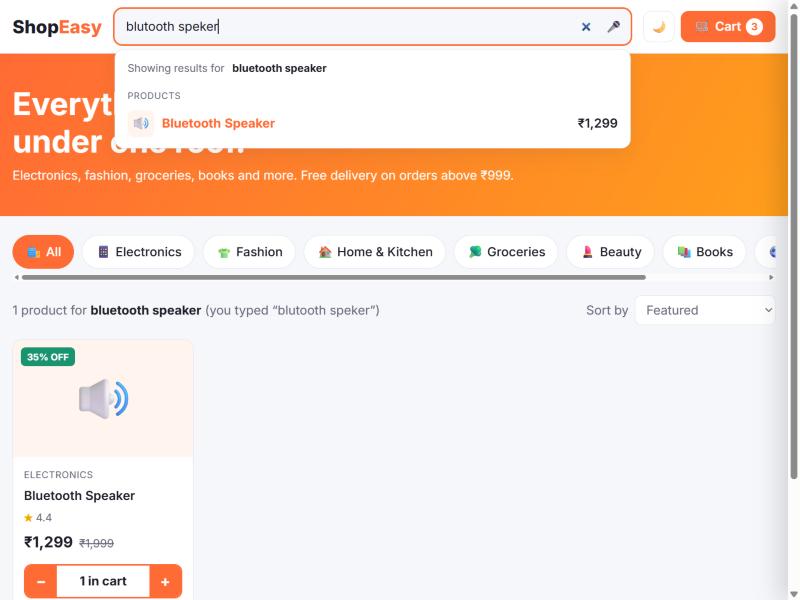 ShopEasy
blutooth speker
Cart 3
Showing results for bluetooth speaker
PRODUCTS
Bluetooth Speaker ₹1,299
Electronics, fashion, groceries, books and more. Free delivery on orders above ₹999.
All Electronics Fashion Home & Kitchen Groceries Beauty Books
1 product for bluetooth speaker (you typed “blutooth speker”)
Sort by Featured
35% OFF
ELECTRONICS
Bluetooth Speaker
★ 4.4
₹1,299 ₹1,999
− 1 in cart +